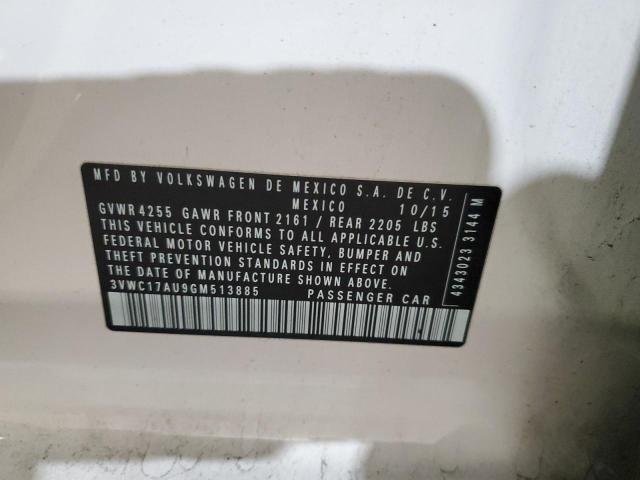 MFD BY VOLKSWAGEN DE MEXICO S.A. DE C.V.
MEXICO 10/15
GVWR 4255 GAWR FRONT 2161 / REAR 2205 LBS
THIS VEHICLE CONFORMS TO ALL APPLICABLE U.S.
FEDERAL MOTOR VEHICLE SAFETY, BUMPER AND
THEFT PREVENTION STANDARDS IN EFFECT ON
THE DATE OF MANUFACTURE SHOWN ABOVE.
3VWC17AU9GM513885 PASSENGER CAR
4343023 3144 M